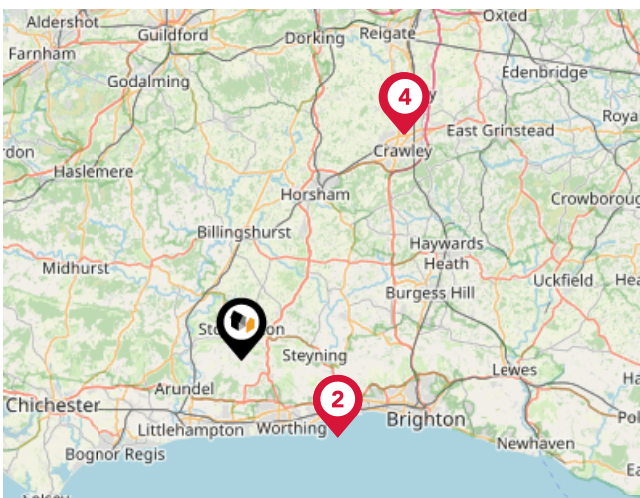 Aldershot
Guildford
Dorking
Reigate
Oxted
Farnham
Godalming
Edenbridge
4
East Grinstead
Crawley
Haslemere
Horsham
Billingshurst
Haywards
Heath
Midhurst
Uckfield
Burgess Hill
Steyning
Lewes
Arundel
2
Chichester
Littlehampton
Worthing
Brighton
Newhaven
Bognor Regis